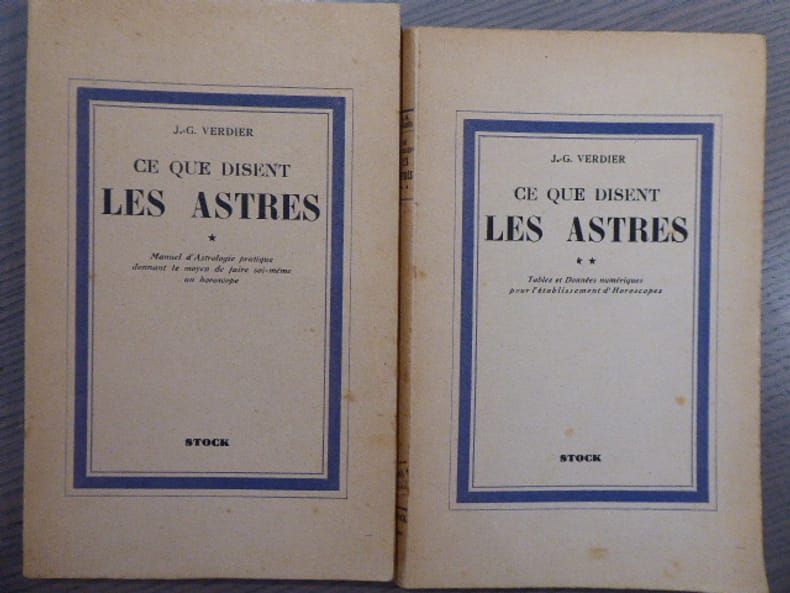 J.-G. VERDIER
CE QUE DISENT
LES ASTRES
★
Manuel d'Astrologie pratique
donnant le moyen de faire soi-même
un horoscope
STOCK
J.-G. VERDIER
CE QUE DISENT
LES ASTRES
★ ★
Tables et Données numériques
pour l'établissement d'Horoscopes
STOCK